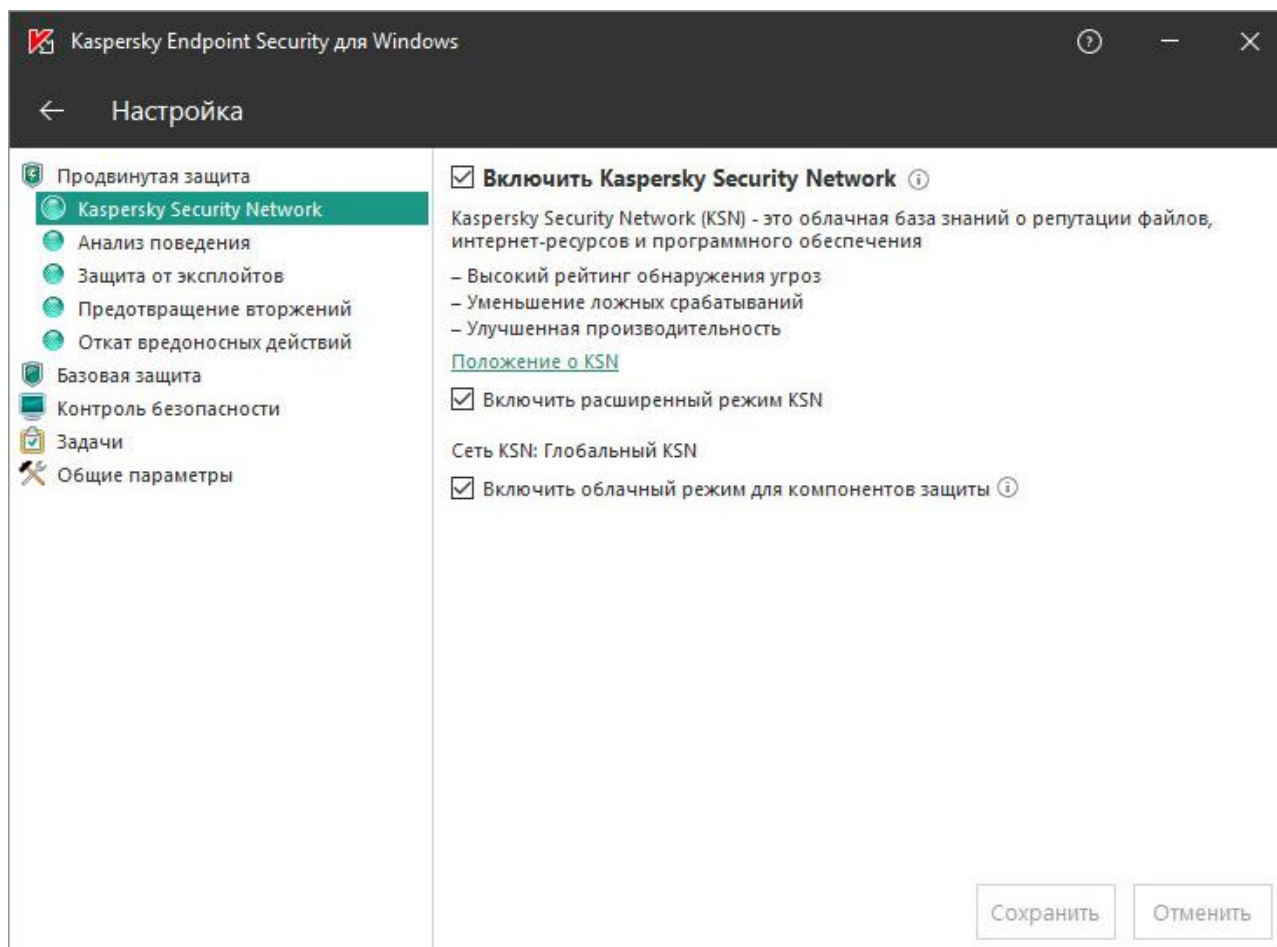 Kaspersky Endpoint Security для Windows
Настройка
Продвинутая защита
Kaspersky Security Network
Анализ поведения
Защита от эксплойтов
Предотвращение вторжений
Откат вредоносных действий
Базовая защита
Контроль безопасности
Задачи
Общие параметры
Включить Kaspersky Security Network
Kaspersky Security Network (KSN) - это облачная база знаний о репутации файлов,
интернет-ресурсов и программного обеспечения
– Высокий рейтинг обнаружения угроз
– Уменьшение ложных срабатываний
– Улучшенная производительность
Положение о KSN
Включить расширенный режим KSN
Сеть KSN: Глобальный KSN
Включить облачный режим для компонентов защиты
Сохранить
Отменить